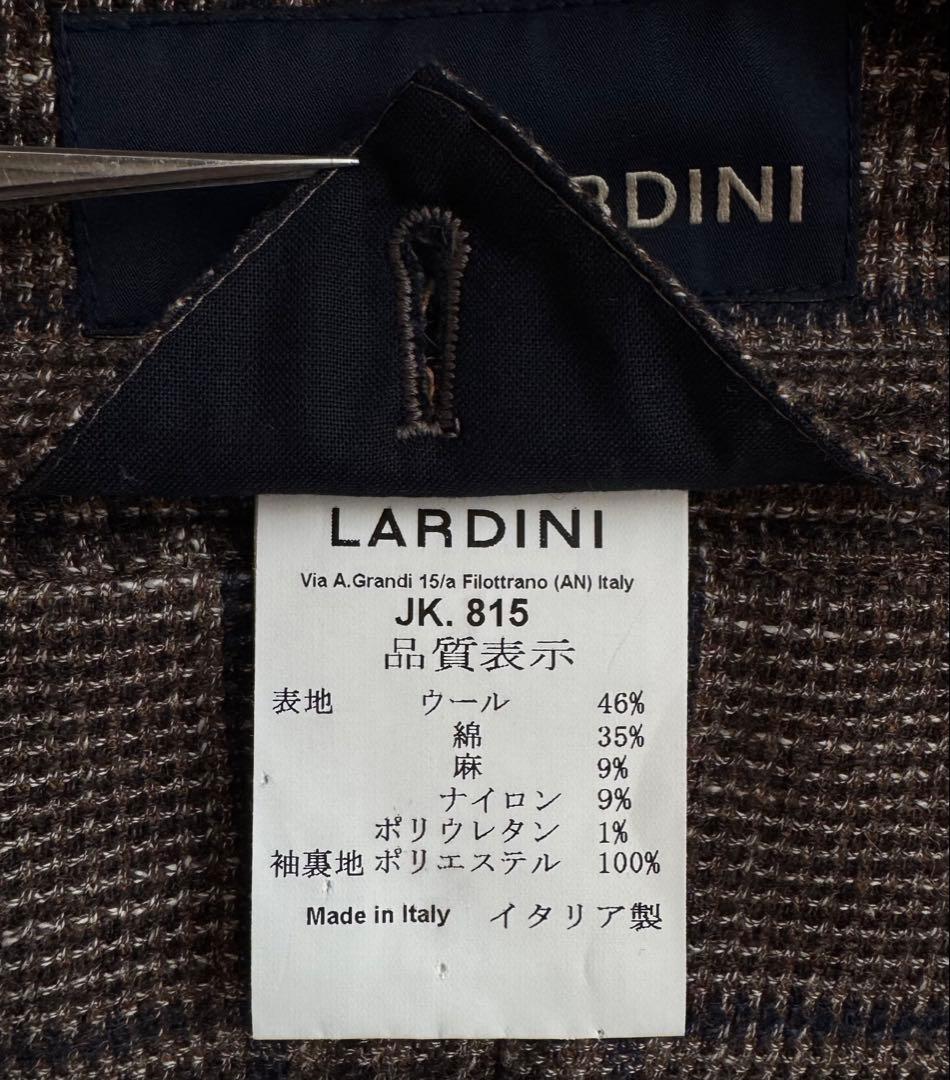 RDINI
LARDINI
Via A.Grandi 15/a Filottrano (AN) Italy
JK. 815
品質表示
表地 ウール 46%
綿 35%
麻 9%
ナイロン 9%
ポリウレタン 1%
袖裏地 ポリエステル 100%
Made in Italy イタリア製